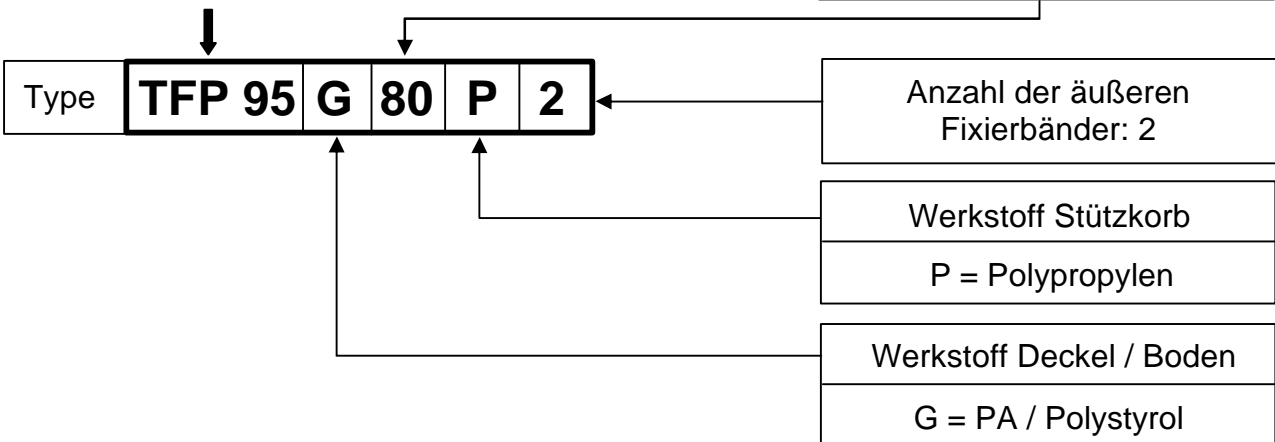 Type TFP 95 G 80 P 2
Anzahl der äußeren
Fixierbänder: 2
Werkstoff Stützkorb
P = Polypropylen
Werkstoff Deckel / Boden
G = PA / Polystyrol